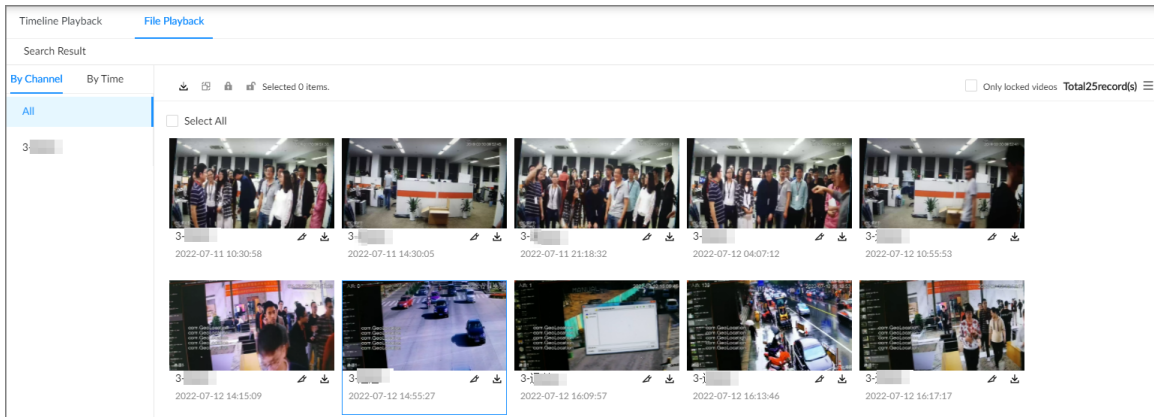 Timeline Playback File Playback
Search Result
By Channel By Time
Selected 0 items. Only locked videos Total25record(s)
All
Select All
3-
3- 3- 3- 3- 3-
2022-07-11 10:30:58 2022-07-11 14:30:05 2022-07-11 21:18:32 2022-07-12 04:07:12 2022-07-12 10:55:53
3- 3- 3- 3- 3-
2022-07-12 14:15:09 2022-07-12 14:55:27 2022-07-12 16:09:57 2022-07-12 16:13:46 2022-07-12 16:17:17